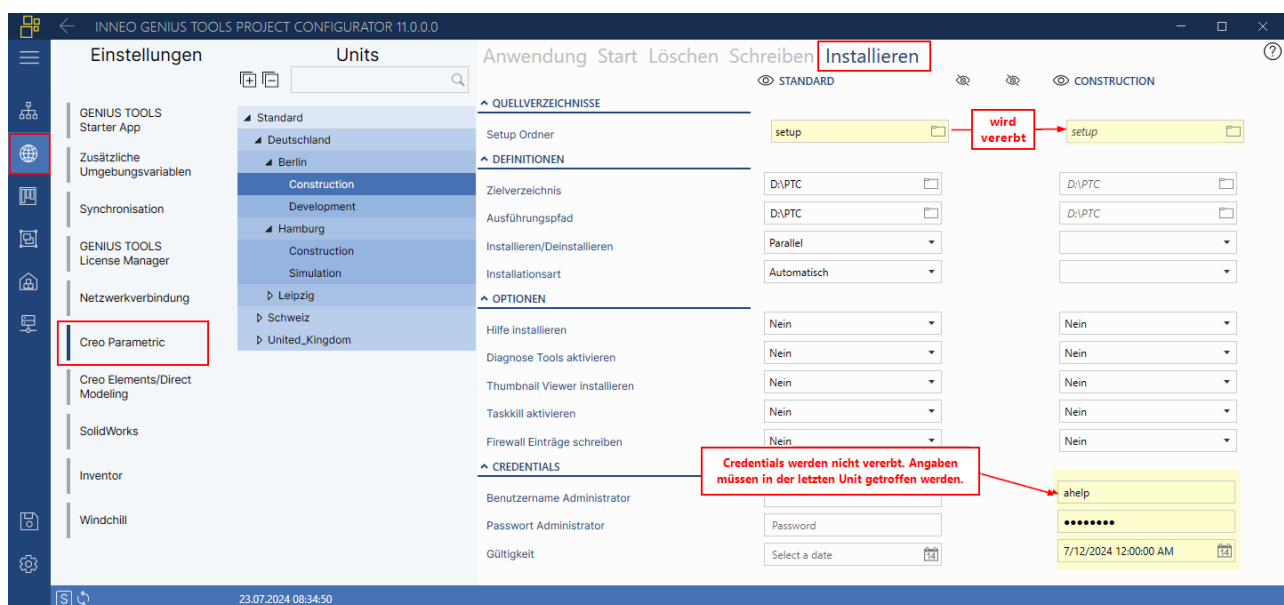 INNEO GENIUS TOOLS PROJECT CONFIGURATOR 11.0.0.0
Einstellungen
GENIUS TOOLS
Starter App
Zusätzliche
Umgebungsvariablen
Synchronisation
GENIUS TOOLS
License Manager
Netzwerkverbindung
Creo Parametric
Creo Elements/Direct
Modeling
SolidWorks
Inventor
Windchill
Units
Standard
Deutschland
Berlin
Construction
Development
Hamburg
Construction
Simulation
Leipzig
Schweiz
United_Kingdom
Anwendung Start Löschen Schreiben Installieren
STANDARD CONSTRUCTION
QUELLVERZEICHNISSE
Setup Ordner setup wird vererbt setup
DEFINITIONEN
Zielverzeichnis D:\PTC D:\PTC
Ausführungspfad D:\PTC D:\PTC
Installieren/Deinstallieren Parallel
Installationsart Automatisch
OPTIONEN
Hilfe installieren Nein Nein
Diagnose Tools aktivieren Nein Nein
Thumbnail Viewer installieren Nein Nein
Taskkill aktivieren Nein Nein
Firewall Einträge schreiben Nein Nein
CREDENTIALS
Credentials werden nicht vererbt. Angaben
müssen in der letzten Unit getroffen werden.
Benutzername Administrator ahelp
Passwort Administrator Password ••••••••
Gültigkeit Select a date 14 7/12/2024 12:00:00 AM 14
S 23.07.2024 08:34:50